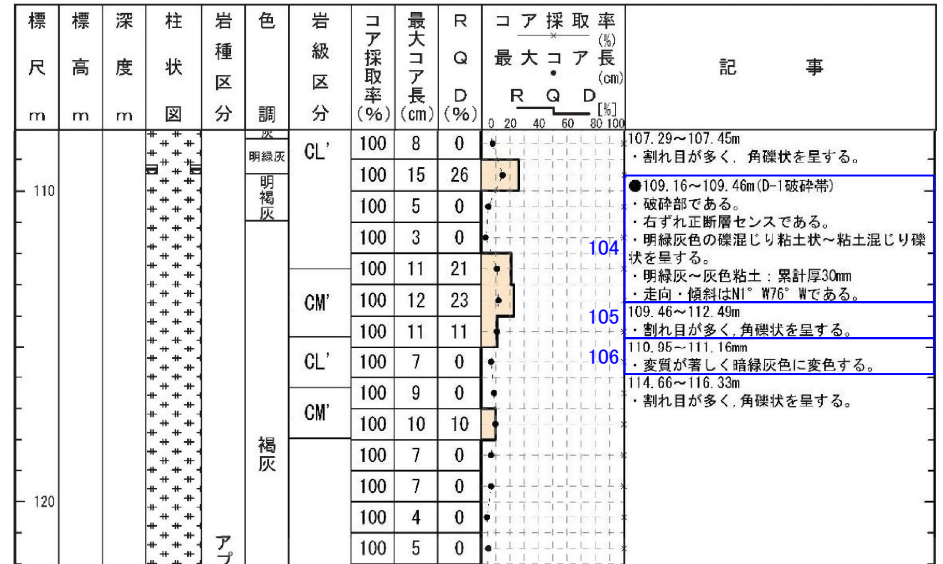 標尺m
標高m
深度m
柱状図
岩種区分
色調
岩級区分
コア採取率(%)
最大コア長(cm)
RQD(%)
コア採取率(%)
最大コア長(cm)
RQD[%]
0 20 40 60 80 100
記事
明緑灰
明褐灰
褐灰
CL'
CM'
CL'
CM'
110
120
100 8 0
100 15 26
100 5 0
100 3 0
100 11 21
100 12 23
100 11 11
100 7 0
100 9 0
100 10 10
100 7 0
100 7 0
100 4 0
100 5 0
107.29~107.45m
・割れ目が多く, 角礫状を呈する。
104
●109.16~109.46m(D-1破砕帯)
・破砕部である。
・右ずれ正断層センスである。
・明緑灰色の礫混じり粘土状~粘土混じり礫
状を呈する。
・明緑灰~灰色粘土:累計厚30mm
・走向・傾斜はN1°W76°Wである。
105
109.46~112.49m
・割れ目が多く,角礫状を呈する。
106
110.95~111.16mm
・変質が著しく暗緑灰色に変色する。
114.66~116.33m
・割れ目が多く,角礫状を呈する。
アプ